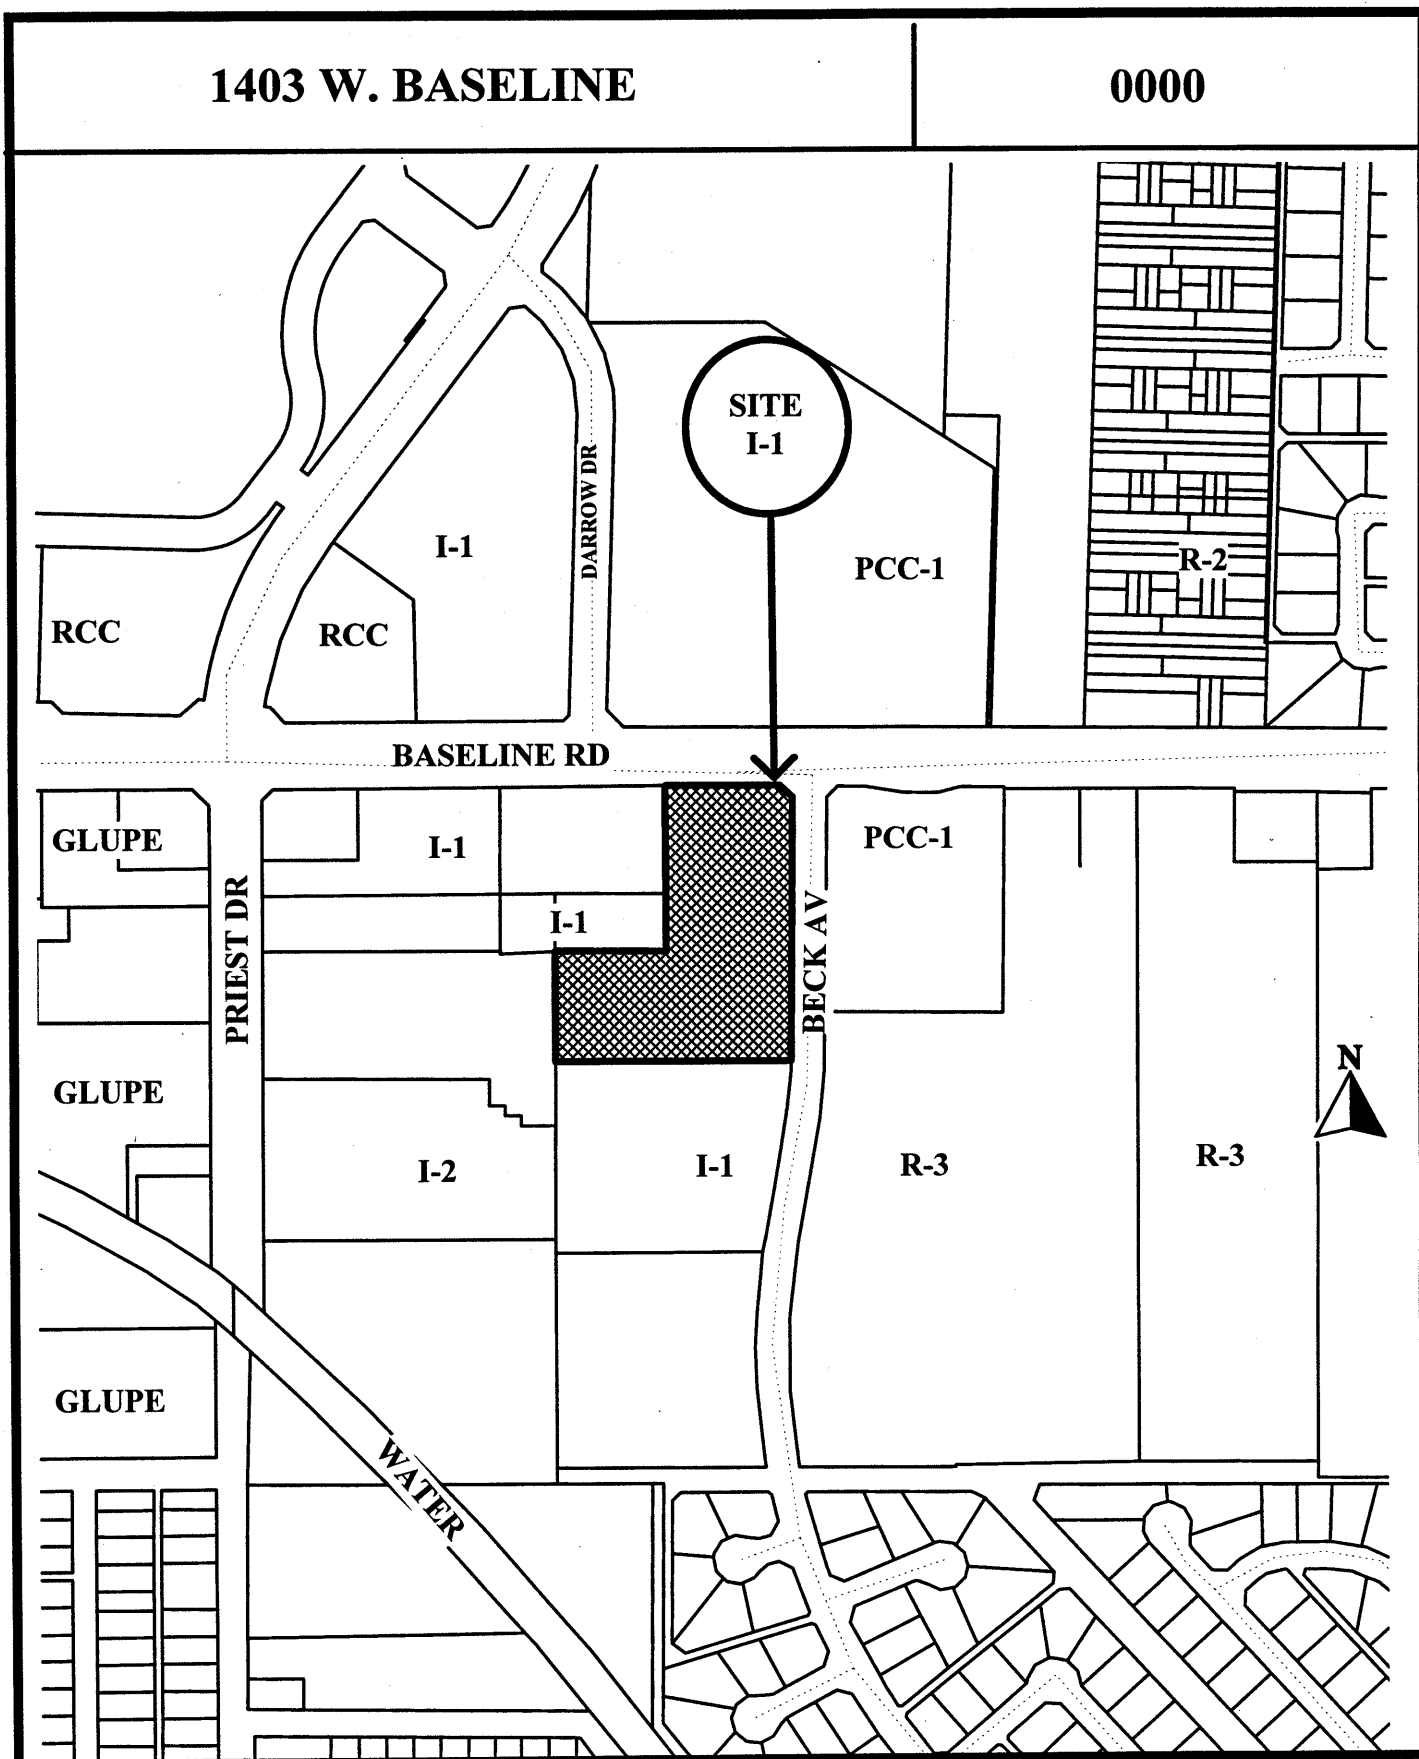 1403 W. BASELINE
0000
SITE
I-1
DARROW DR
I-1
PCC-1
R-2
RCC
RCC
BASELINE RD
GLUPE
I-1
PCC-1
I-1
PRIEST DR
BECK AV
N
GLUPE
I-2
I-1
R-3
R-3
GLUPE
WATER